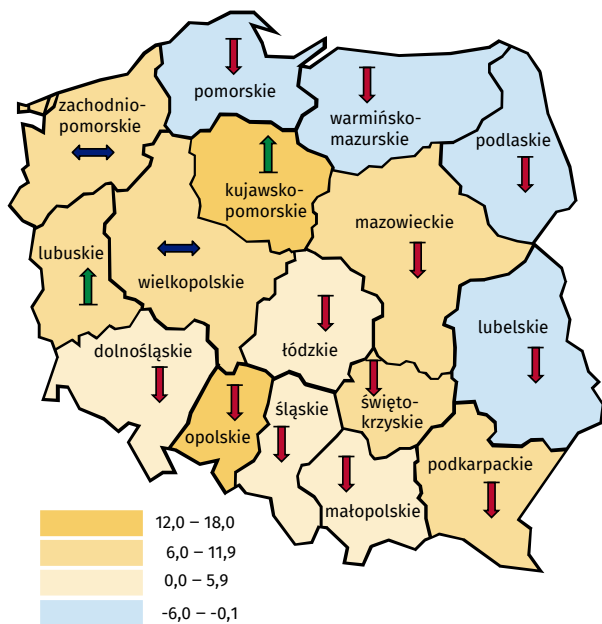 pomorskie
zachodnio-
pomorskie
warmińsko-
mazurskie
podlaskie
kujawsko-
pomorskie
mazowieckie
lubuskie
wielkopolskie
lubelskie
dolnośląskie
łódzkie
śląskie
święto-
krzyskie
opolskie
podkarpackie
małopolskie
12,0 – 18,0
6,0 – 11,9
0,0 – 5,9
-6,0 – -0,1